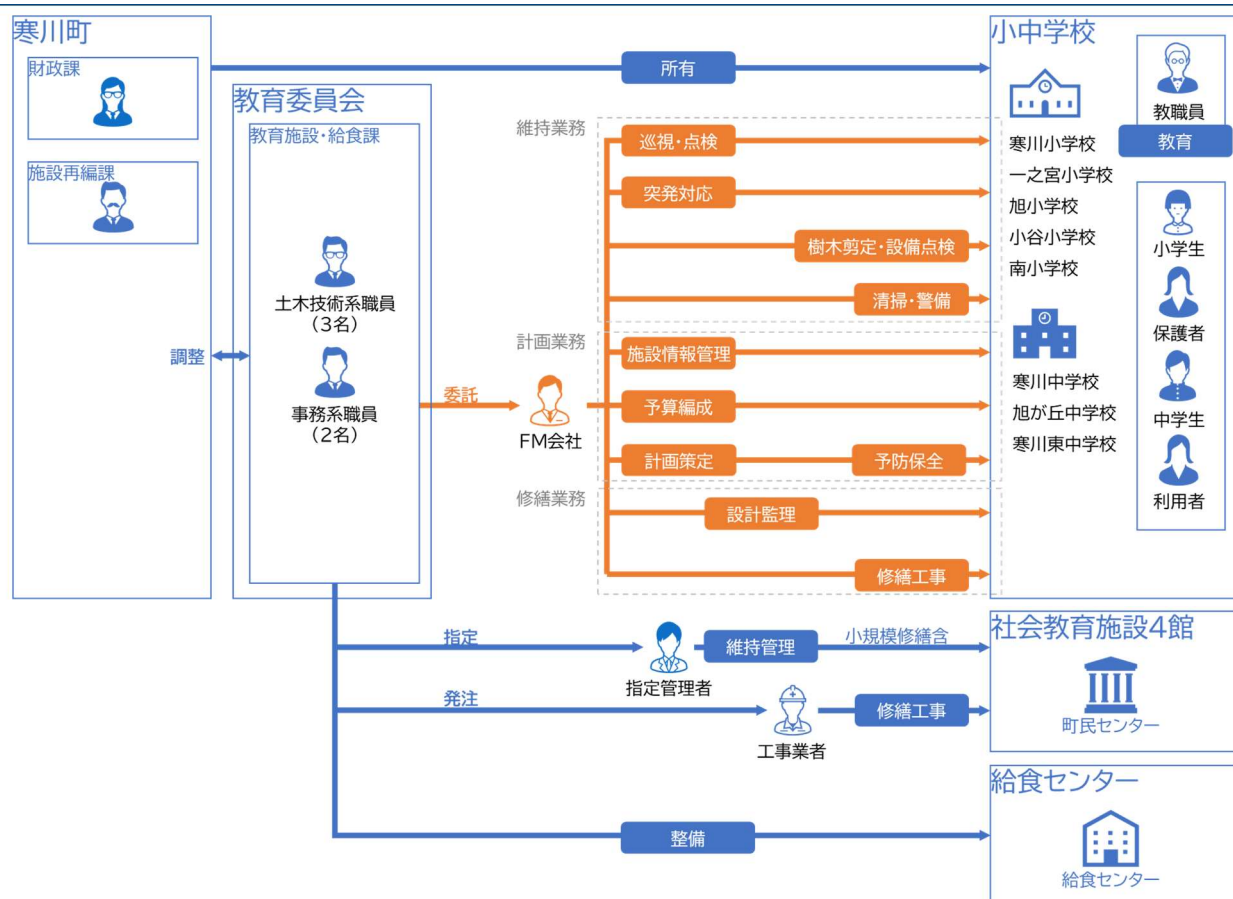 寒川町
財政課
施設再編課
調整
教育委員会
教育施設・給食課
土木技術系職員
（3名）
事務系職員
（2名）
委託
FM会社
所有
維持業務
巡視・点検
突発対応
樹木剪定・設備点検
清掃・警備
計画業務
施設情報管理
予算編成
計画策定
予防保全
修繕業務
設計監理
修繕工事
小中学校
寒川小学校
一之宮小学校
旭小学校
小谷小学校
南小学校
寒川中学校
旭が丘中学校
寒川東中学校
教職員
教育
小学生
保護者
中学生
利用者
指定
指定管理者
維持管理
小規模修繕含
発注
工事業者
修繕工事
社会教育施設4館
町民センター
整備
給食センター
給食センター